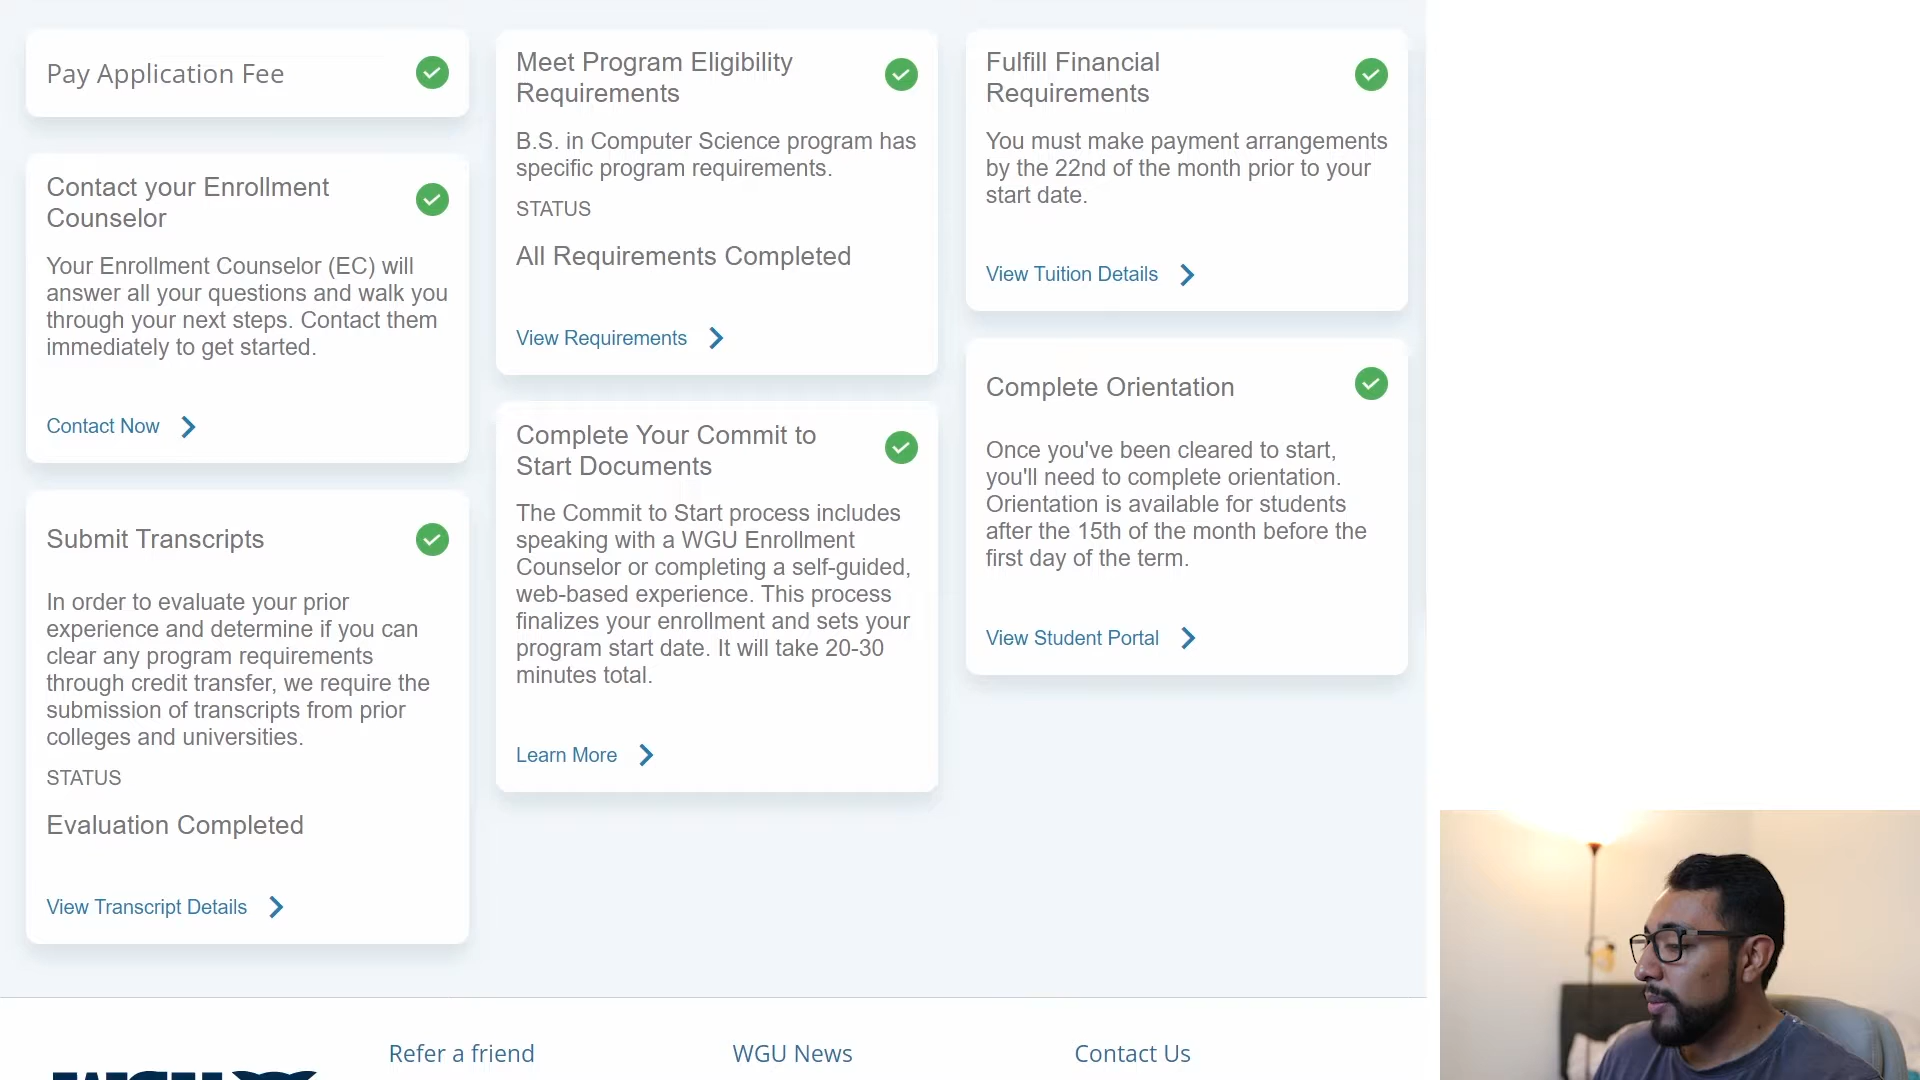 Pay Application Fee
Contact your Enrollment
Counselor
Your Enrollment Counselor (EC) will
answer all your questions and walk you
through your next steps. Contact them
immediately to get started.
Contact Now
Submit Transcripts
In order to evaluate your prior
experience and determine if you can
clear any program requirements
through credit transfer, we require the
submission of transcripts from prior
colleges and universities.
STATUS
Evaluation Completed
View Transcript Details
Meet Program Eligibility
Requirements
B.S. in Computer Science program has
specific program requirements.
STATUS
All Requirements Completed
View Requirements
Complete Your Commit to
Start Documents
The Commit to Start process includes
speaking with a WGU Enrollment
Counselor or completing a self-guided,
web-based experience. This process
finalizes your enrollment and sets your
program start date. It will take 20-30
minutes total.
Learn More
Fulfill Financial
Requirements
You must make payment arrangements
by the 22nd of the month prior to your
start date.
View Tuition Details
Complete Orientation
Once you've been cleared to start,
you'll need to complete orientation.
Orientation is available for students
after the 15th of the month before the
first day of the term.
View Student Portal
Refer a friend
WGU News
Contact Us